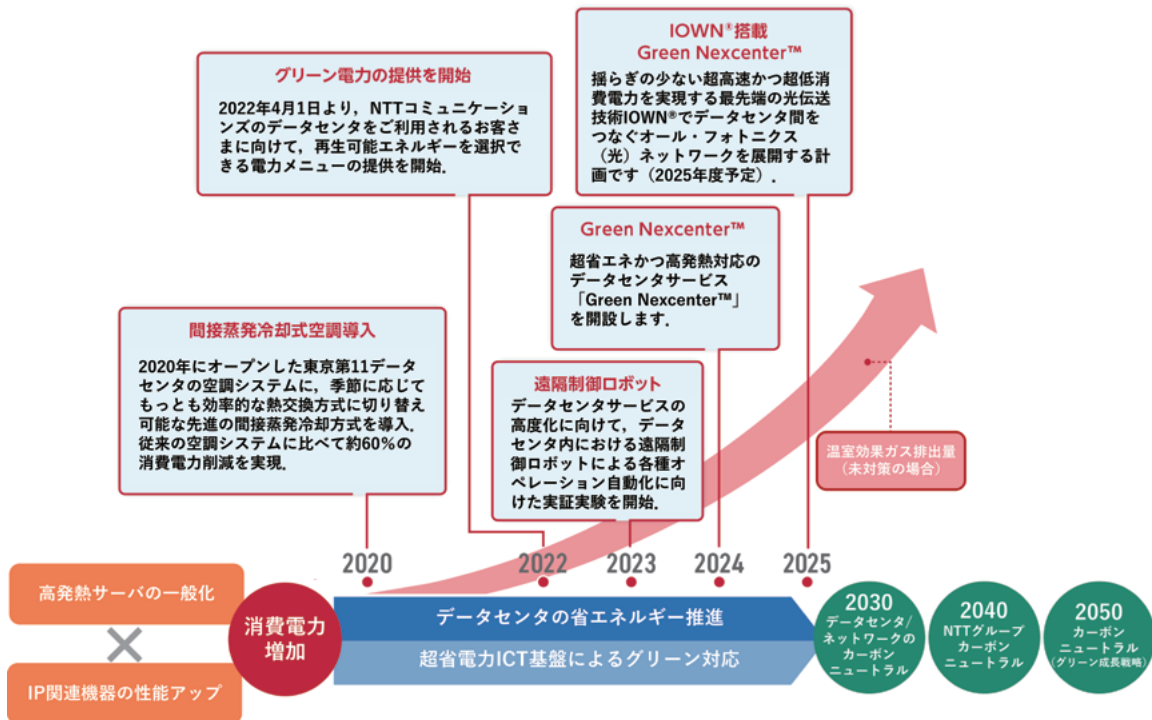 IOWN®搭載
Green Nexcenter™
揺らぎの少ない超高速かつ超低消
費電力を実現する最先端の光伝送
技術IOWN®でデータセンタ間を
つなぐオール・フォトニクス
（光）ネットワークを展開する計
画です（2025年度予定）．
グリーン電力の提供を開始
2022年4月1日より，NTTコミュニケーショ
ンズのデータセンタをご利用されるお客さ
まに向けて，再生可能エネルギーを選択で
きる電力メニューの提供を開始．
Green Nexcenter™
超省エネかつ高発熱対応の
データセンタサービス
「Green Nexcenter™」
を開設します．
間接蒸発冷却式空調導入
2020年にオープンした東京第11データ
センタの空調システムに，季節に応じて
もっとも効率的な熱交換方式に切り替え
可能な先進の間接蒸発冷却方式を導入．
従来の空調システムに比べて約60%の
消費電力削減を実現．
遠隔制御ロボット
データセンタサービスの
高度化に向けて，データ
センタ内における遠隔制
御ロボットによる各種オ
ペレーション自動化に向
けた実証実験を開始．
温室効果ガス排出量
（未対策の場合）
2020
2022
2023
2024
2025
高発熱サーバの一般化
IP関連機器の性能アップ
消費電力
増加
データセンタの省エネルギー推進
超省電力ICT基盤によるグリーン対応
2030
データセンタ/
ネットワークの
カーボン
ニュートラル
2040
NTTグループ
カーボン
ニュートラル
2050
カーボン
ニュートラル
(グリーン成長戦略)